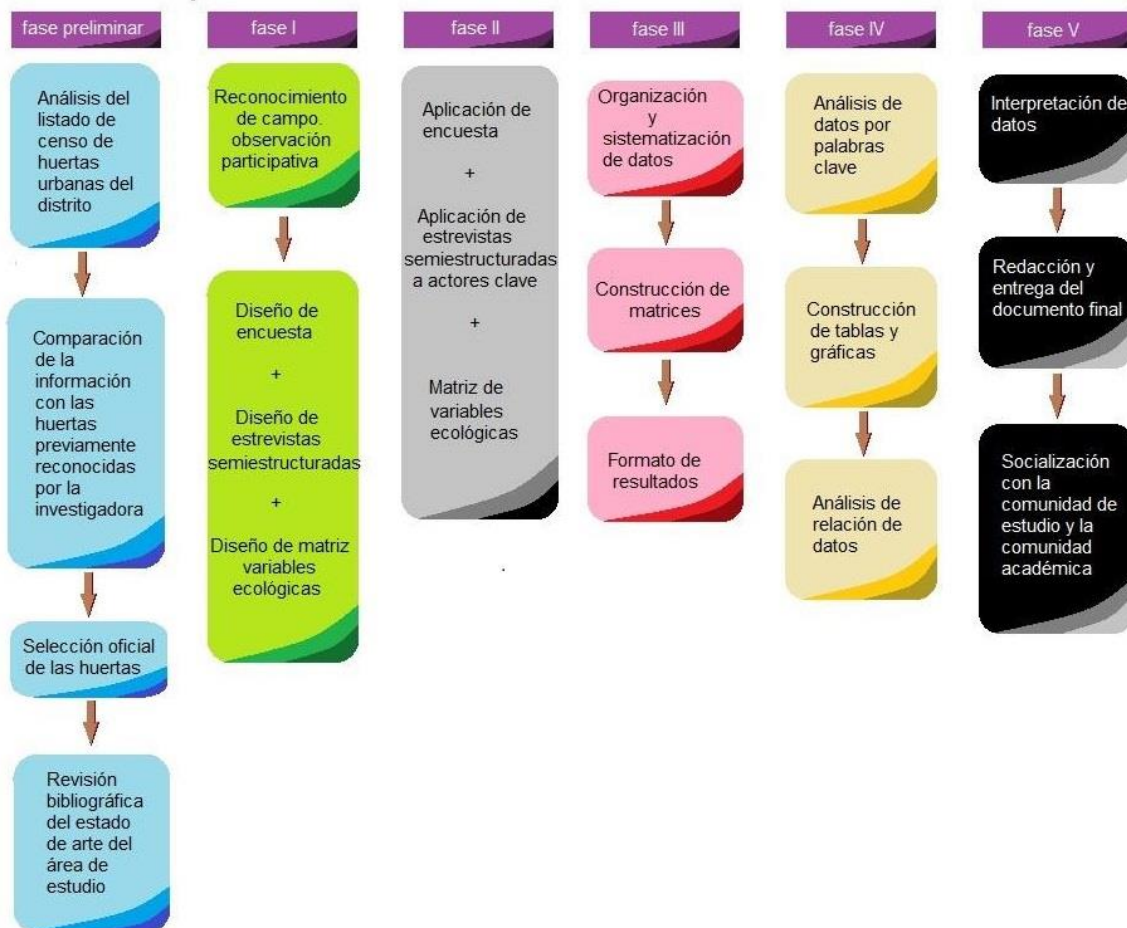 fase preliminar
Análisis del
listado de
censo de
huertas
urbanas del
distrito
Comparación
de la
información
con las
huertas
previamente
reconocidas
por la
investigadora
Selección oficial
de las huertas
Revisión
bibliográfica
del estado
de arte del
área de
estudio
fase I
Reconocimiento
de campo.
observación
participativa
Diseño de
encuesta
+
Diseño de
estrevistas
semiestructuradas
+
Diseño de matriz
variables
ecológicas
fase II
Aplicación de
encuesta
+
Aplicación de
estrevistas
semiestructuradas
a actores clave
+
Matriz de
variables
ecológicas
fase III
Organización
y
sistematización
de datos
Construcción de
matrices
Formato de
resultados
fase IV
Análisis de
datos por
palabras
clave
Construcción
de tablas y
gráficas
Análisis de
relación de
datos
fase V
Interpretación de
datos
Redacción y
entrega del
documento final
Socialización
con la
comunidad de
estudio y la
comunidad
académica